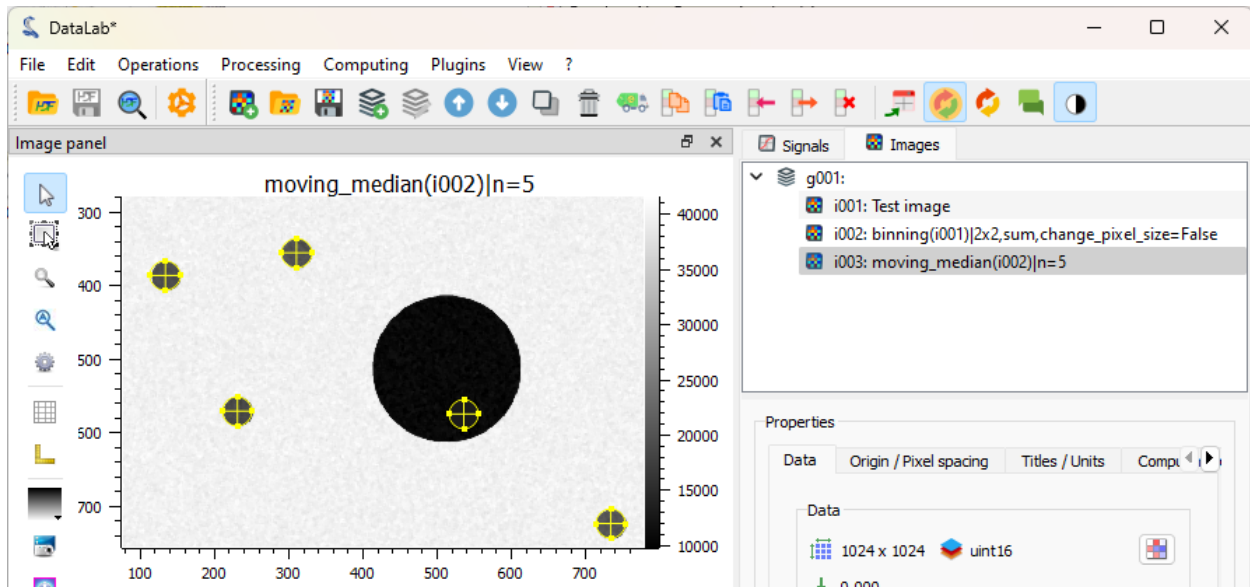 DataLab*
File Edit Operations Processing Computing Plugins View ?
Image panel
moving_median(i002)|n=5
300
400
500
600
700
100 200 300 400 500 600 700
40000
35000
30000
25000
20000
15000
10000
Signals Images
g001:
i001: Test image
i002: binning(i001)|2x2,sum,change_pixel_size=False
i003: moving_median(i002)|n=5
Properties
Data Origin / Pixel spacing Titles / Units
Data
1024 x 1024 uint16